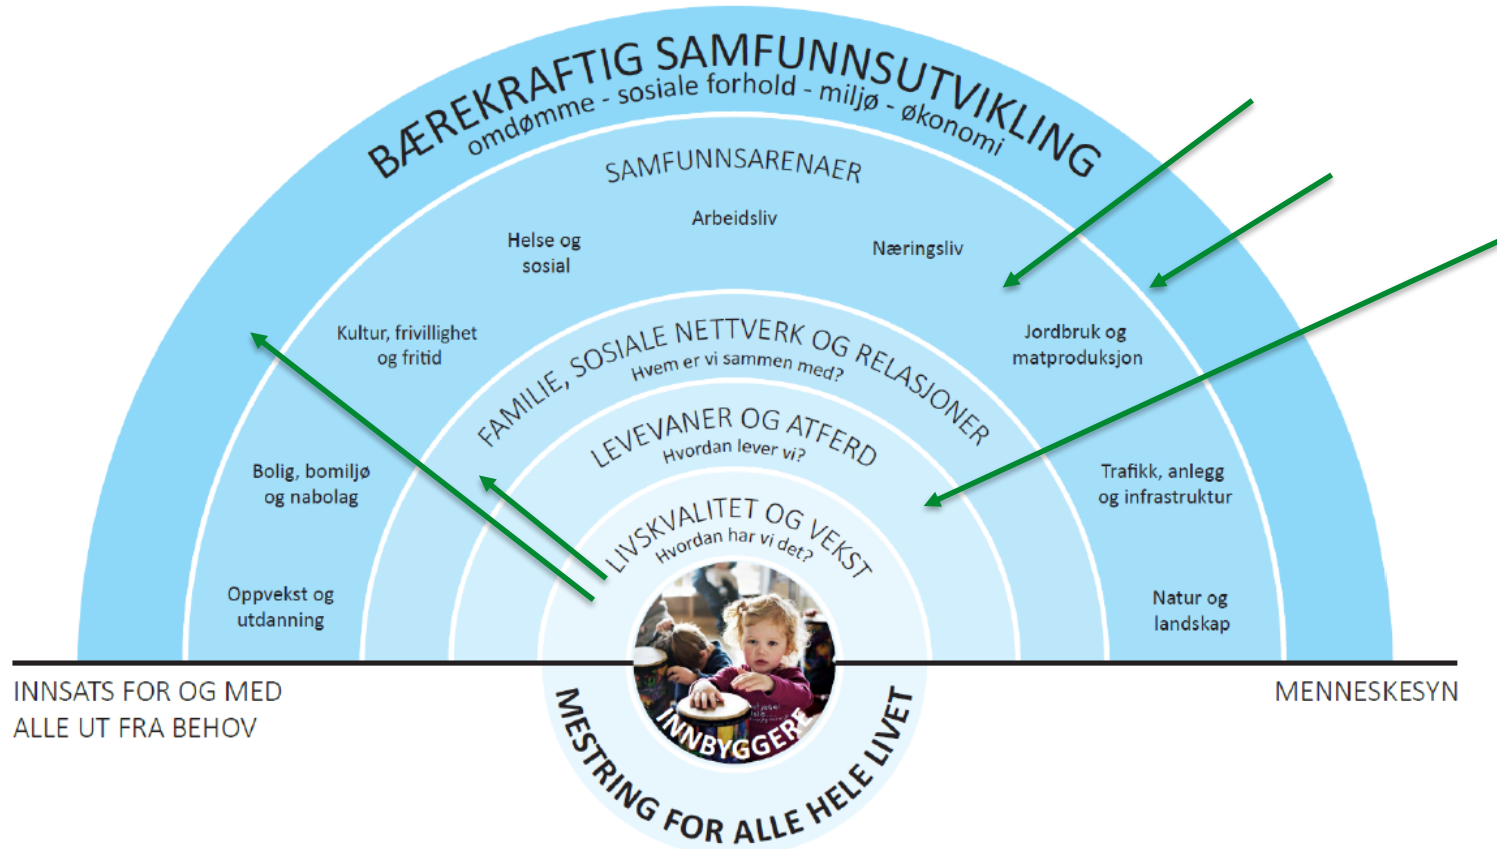 BÆREKRAFTIG SAMFUNNSUTVIKLING
omdømme - sosiale forhold - miljø - økonomi
SAMFUNNSARENAER
Arbeidsliv
Helse og
sosial
Næringsliv
Kultur, frivillighet
og fritid
Jordbruk og
matproduksjon
Bolig, bomiljø
og nabolag
Trafikk, anlegg
og infrastruktur
Oppvekst og
utdanning
Natur og
landskap
FAMILIE, SOSIALE NETTVERK OG RELASJONER
Hvem er vi sammen med?
LEVEVANER OG ATFERD
Hvordan lever vi?
LIVSKVALITET OG VEKST
Hvordan har vi det?
INNBYGGERE
INNSATS FOR OG MED
ALLE UT FRA BEHOV
MENNESKESYN
MESTRING FOR ALLE HELE LIVET